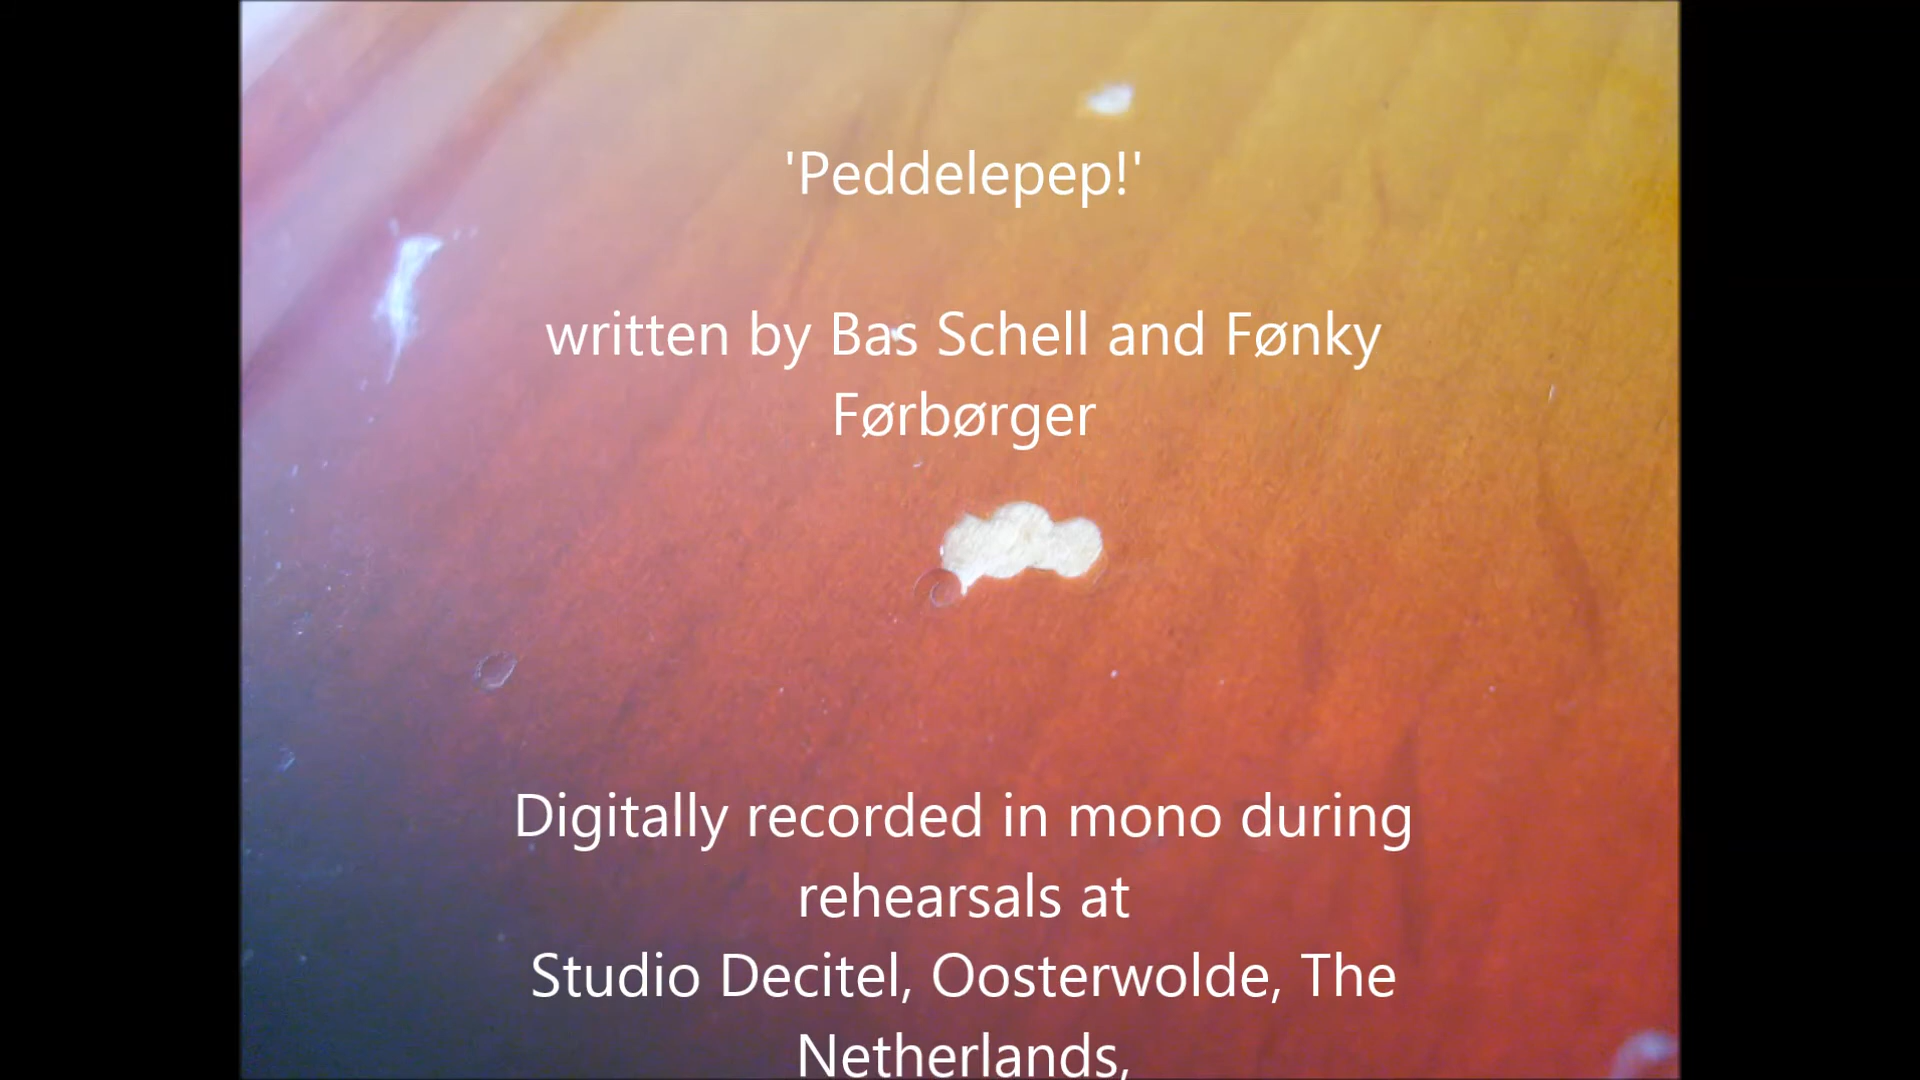 'Peddelepep!'
written by Bas Schell and Fønky
Førbørger
Digitally recorded in mono during
rehearsals at
Studio Decitel, Oosterwolde, The
Netherlands,